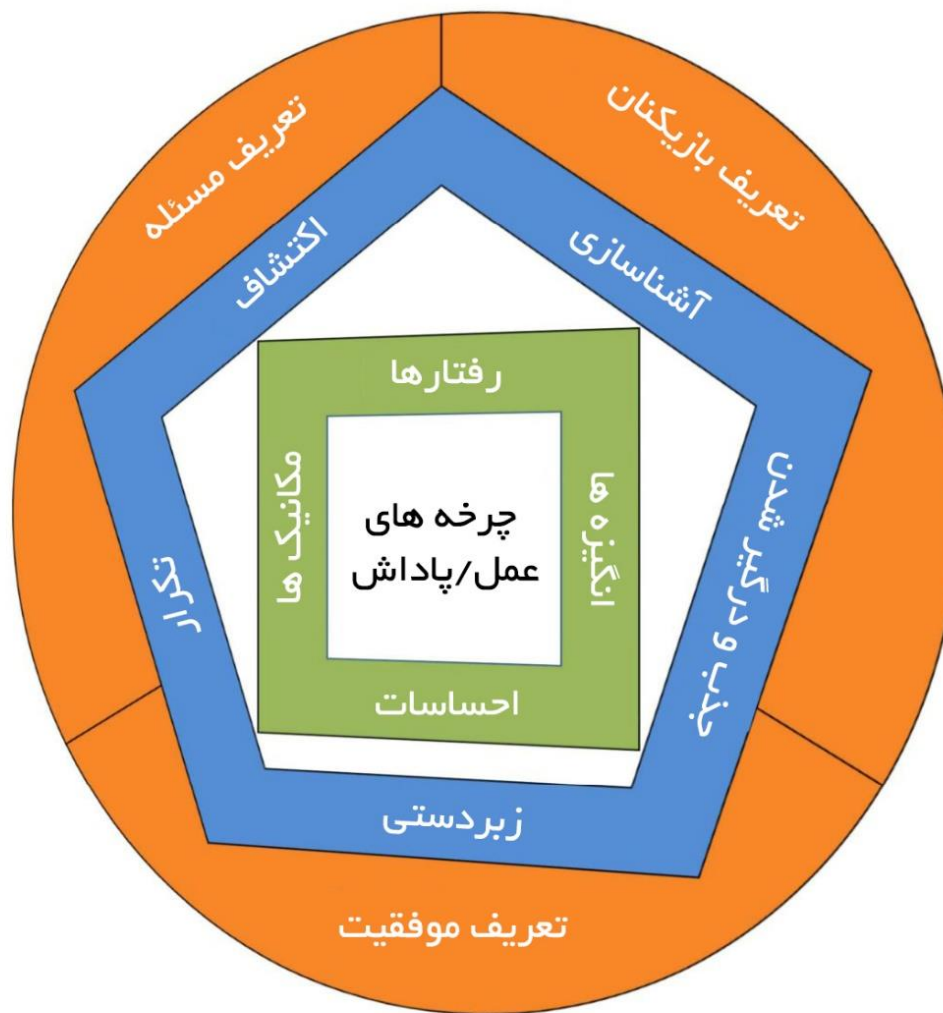 تعریف بازیکنان
تعریف مسئله
آشناسازی
اکتشاف
رفتارها
مکانیک ها
انگیزه ها
چرخه های
عمل/پاداش
احساسات
جذب و درگیر شدن
تکرار
زبردستی
تعریف موفقیت